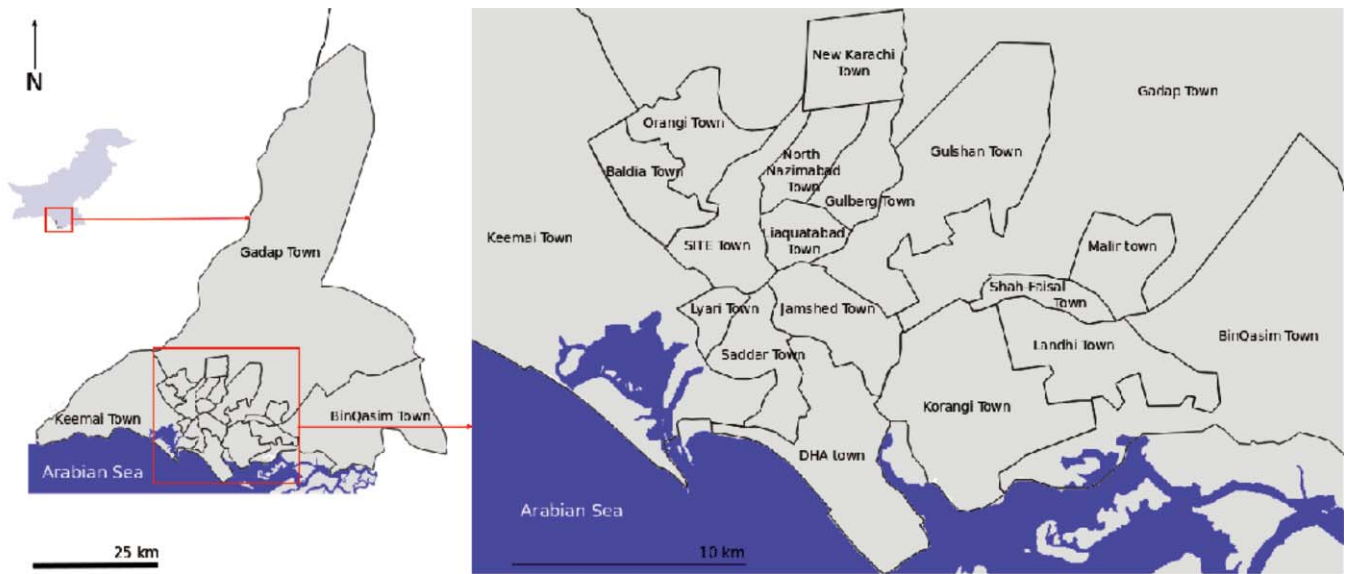 N
Gadap Town
Keemal Town
BinQasim Town
Arabian Sea
25 km
New Karachi
Town
Gadap Town
Orangi Town
Gulshan Town
North
Nazimabad
Town
Baldia Town
Gulberg Town
Keemai Town
SITE Town
Liaquatabad
Town
Malir town
Shah-Faisal
Town
Lyari Town
Jamshed Town
BinQasim Town
Landhi Town
Saddar Town
Korangi Town
DHA town
Arabian Sea
10 km